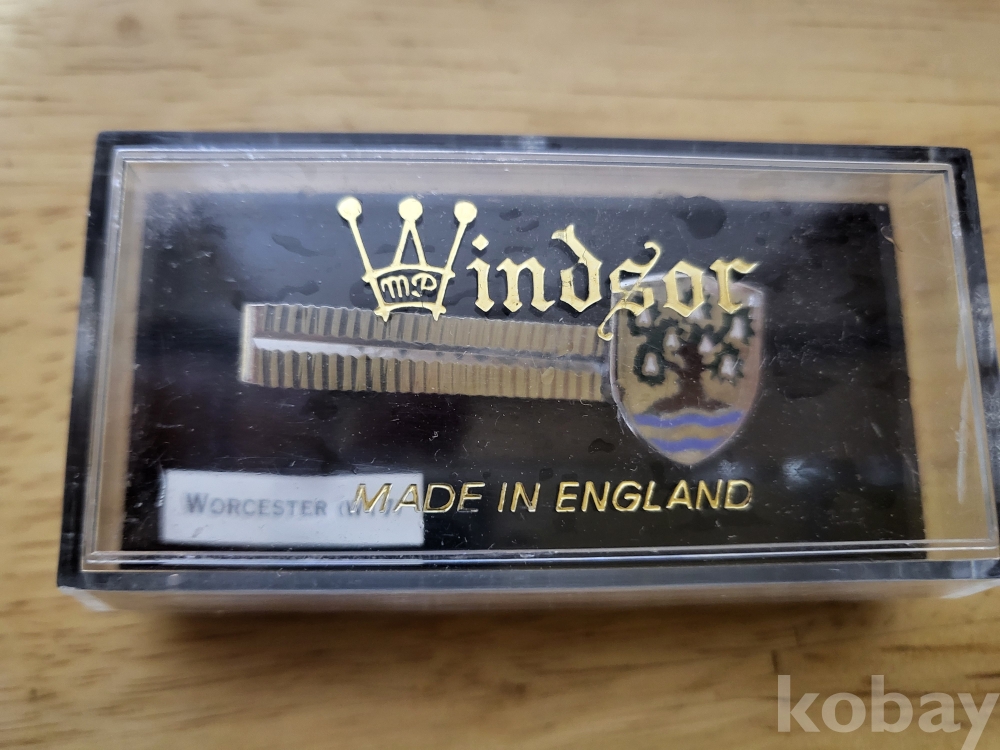 Windsor
M.P
WORCESTER
MADE IN ENGLAND
kobay